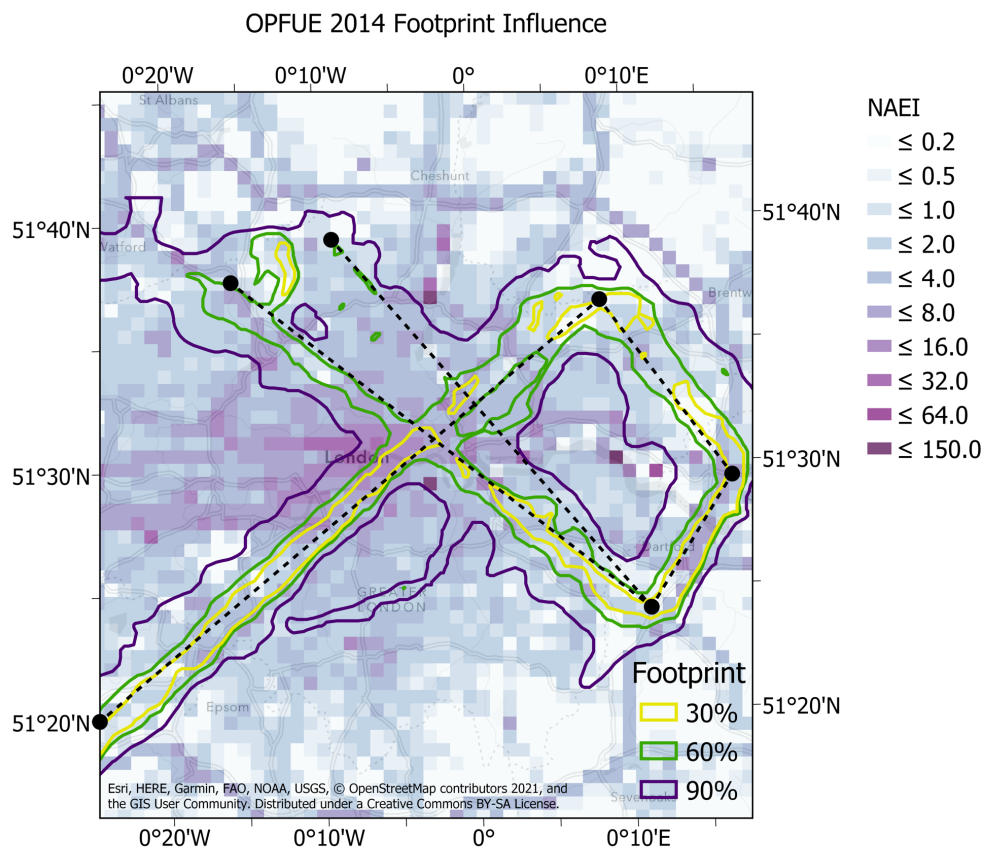 OPFUE 2014 Footprint Influence
0°20'W 0°10'W 0° 0°10'E
NAEI
≤ 0.2
≤ 0.5
≤ 1.0
≤ 2.0
≤ 4.0
≤ 8.0
≤ 16.0
≤ 32.0
≤ 64.0
≤ 150.0
St Albans
Cheshunt
51°40'N
51°40'N
Watford
Brentw
51°30'N
London
51°30'N
Dartford
GREATER
LONDON
51°20'N
Epsom
51°20'N
Sevenoaks
Footprint
30%
60%
90%
Esri, HERE, Garmin, FAO, NOAA, USGS, © OpenStreetMap contributors 2021, and
the GIS User Community. Distributed under a Creative Commons BY-SA License.
0°20'W 0°10'W 0° 0°10'E